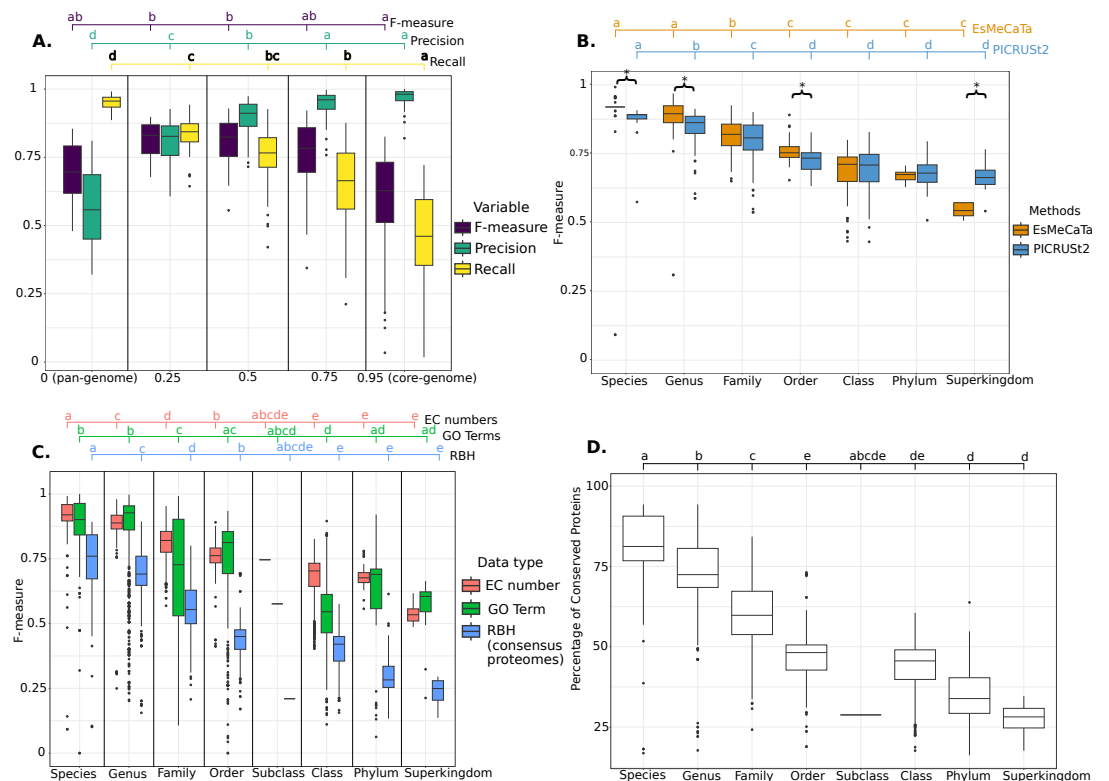 ab b b ab a F-measure
d c b a a Precision
d c bc b a Recall
A.
1
0.75
0.5
0.25
0
Variable
F-measure
Precision
Recall
0 (pan-genome) 0.25 0.5 0.75 0.95 (core-genome)
a a b c c c c EsMeCaTa
a b c d d d d PICRUSt2
B.
* * * *
F-measure
1
0.75
0.5
0.25
0
Methods
EsMeCaTa
PICRUSt2
Species Genus Family Order Class Phylum Superkingdom
a c d b abcde e e e EC numbers
b b c ac abcd d ad ad GO Terms
a c d b abcde e e e RBH
C.
F-measure
1
0.75
0.5
0.25
0
Data type
EC number
GO Term
RBH
(consensus
proteomes)
Species Genus Family Order Subclass Class Phylum Superkingdom
D.
a b c e abcde de d d
Percentage of Conserved Proteins
100
75
50
25
Species Genus Family Order Subclass Class Phylum Superkingdom